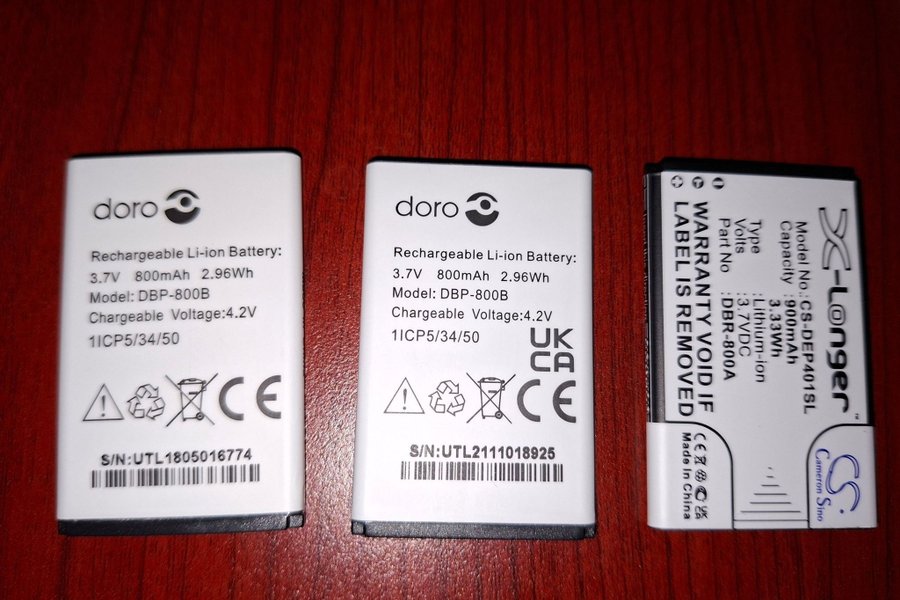 doro
Rechargeable Li-ion Battery:
3.7V 800mAh 2.96Wh
Model: DBP-800B
Chargeable Voltage:4.2V
1ICP5/34/50
CE
S/N:UTL1805016774
doro
Rechargeable Li-ion Battery:
3.7V 800mAh 2.96Wh
Model: DBP-800B
Chargeable Voltage:4.2V
1ICP5/34/50
UK
CA
CE
S/N:UTL2111018925
X-Longer
Model No.:CS-DEP401SL
Capacity :900mAh
3.33Wh
Type :Lithium-ion
Volts :3.7VDC
Part No :DBR-800A
WARRANTY VOID IF
LABEL IS REMOVED
CS
Cameron Sino
CE
Made in China